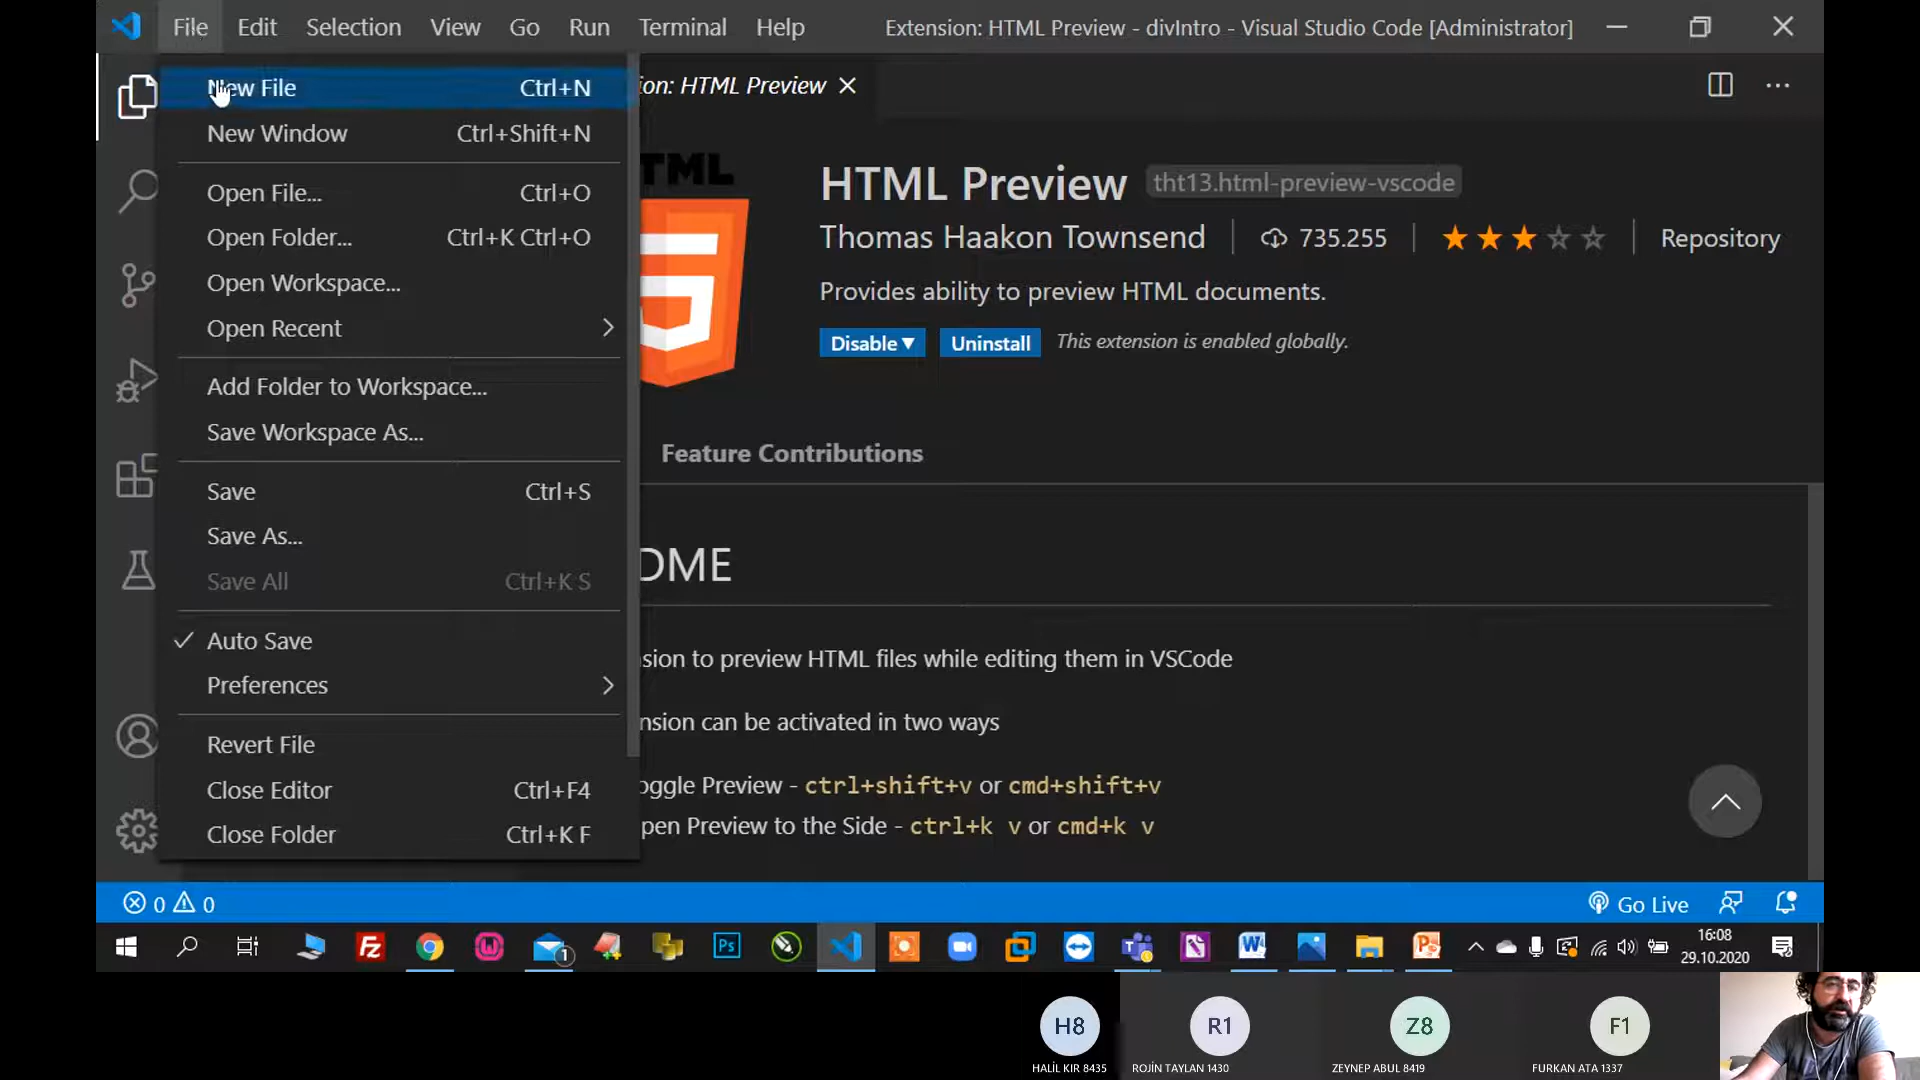 File Edit Selection View Go Run Terminal Help Extension: HTML Preview - divIntro - Visual Studio Code [Administrator]
New File Ctrl+N
ion: HTML Preview
New Window Ctrl+Shift+N
Open File... Ctrl+O
Open Folder... Ctrl+K Ctrl+O
Open Workspace...
Open Recent
Add Folder to Workspace...
Save Workspace As...
Save Ctrl+S
Save As...
Save All Ctrl+K S
Auto Save
Preferences
Revert File
Close Editor Ctrl+F4
Close Folder Ctrl+K F
TML
HTML Preview tht13.html-preview-vscode
Thomas Haakon Townsend 735.255 Repository
Provides ability to preview HTML documents.
Disable Uninstall This extension is enabled globally.
Feature Contributions
DME
sion to preview HTML files while editing them in VSCode
nsion can be activated in two ways
oggle Preview - ctrl+shift+v or cmd+shift+v
pen Preview to the Side - ctrl+k v or cmd+k v
0 0 Go Live
Fz Ps 1
16:08
29.10.2020
H8 R1 Z8 F1
HALİL KIR 8435 ROJİN TAYLAN 1430 ZEYNEP ABUL 8419 FURKAN ATA 1337